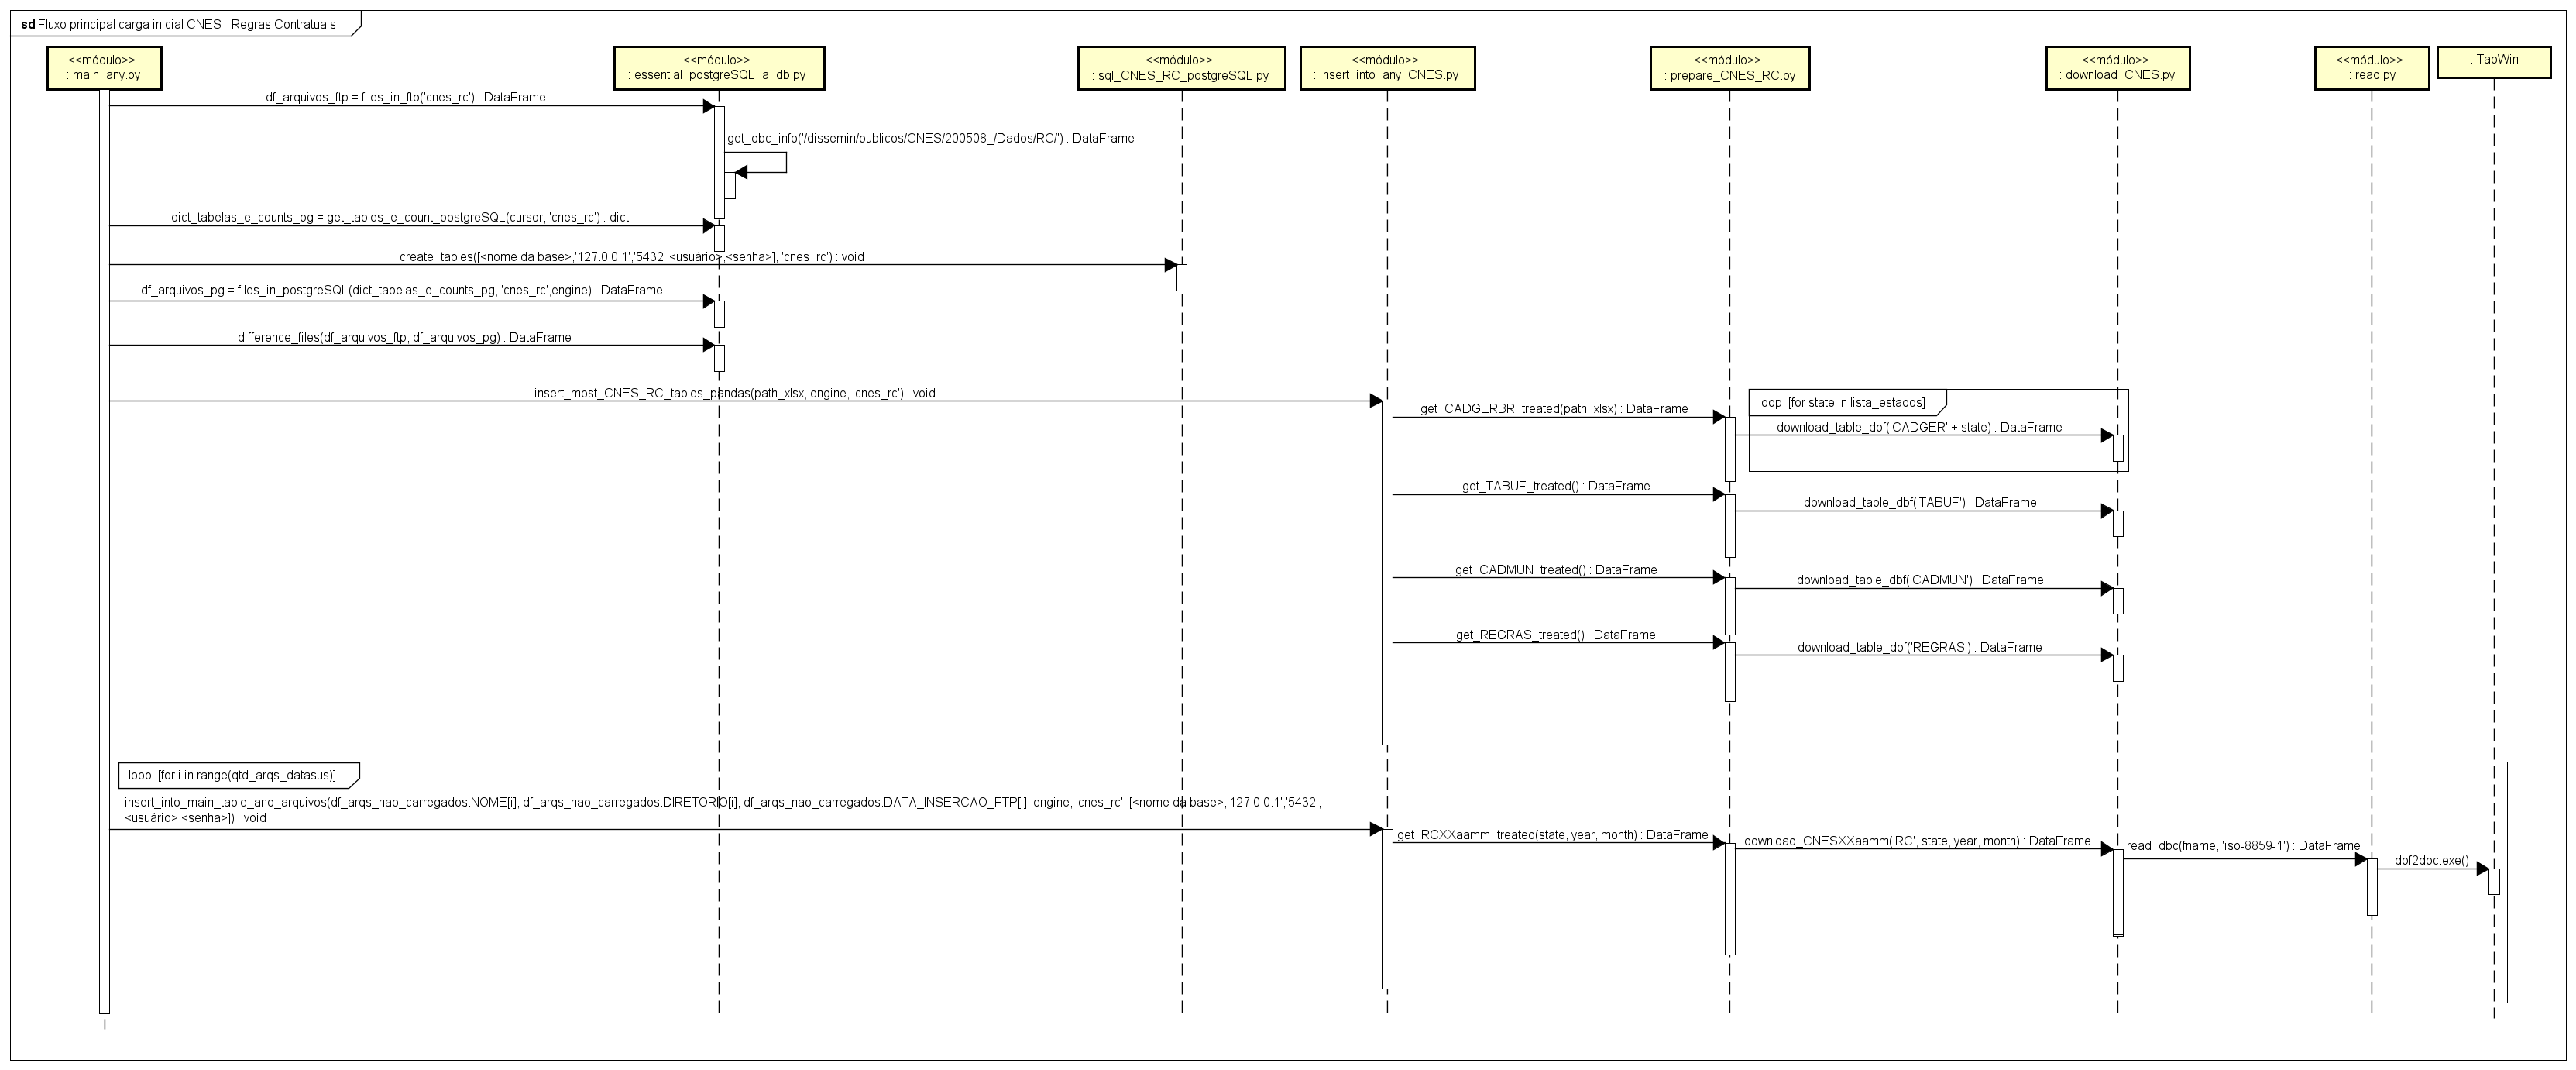 sd Fluxo principal carga inicial CNES - Regras Contratuais
<<módulo>>
: main_any.py
<<módulo>>
: essential_postgreSQL_a_db.py
<<módulo>>
: sql_CNES_RC_postgreSQL.py
<<módulo>>
: insert_into_any_CNES.py
<<módulo>>
: prepare_CNES_RC.py
<<módulo>>
: download_CNES.py
<<módulo>>
: read.py
: TabWin
df_arquivos_ftp = files_in_ftp('cnes_rc') : DataFrame
get_dbc_info('/dissemin/publicos/CNES/200508_/Dados/RC/') : DataFrame
dict_tabelas_e_counts_pg = get_tables_e_count_postgreSQL(cursor, 'cnes_rc') : dict
create_tables([<nome da base>,'127.0.0.1','5432',<usuário>,<senha>], 'cnes_rc') : void
df_arquivos_pg = files_in_postgreSQL(dict_tabelas_e_counts_pg, 'cnes_rc',engine) : DataFrame
difference_files(df_arquivos_ftp, df_arquivos_pg) : DataFrame
insert_most_CNES_RC_tables_pandas(path_xlsx, engine, 'cnes_rc') : void
get_CADGERBR_treated(path_xlsx) : DataFrame
loop [for state in lista_estados]
download_table_dbf('CADGER' + state) : DataFrame
get_TABUF_treated() : DataFrame
download_table_dbf('TABUF') : DataFrame
get_CADMUN_treated() : DataFrame
download_table_dbf('CADMUN') : DataFrame
get_REGRAS_treated() : DataFrame
download_table_dbf('REGRAS') : DataFrame
loop [for i in range(qtd_arqs_datasus)]
insert_into_main_table_and_arquivos(df_arqs_nao_carregados.NOME[i], df_arqs_nao_carregados.DIRETORIO[i], df_arqs_nao_carregados.DATA_INSERCAO_FTP[i], engine, 'cnes_rc', [<nome da base>,'127.0.0.1','5432',
<usuário>,<senha>]) : void
get_RCXXaamm_treated(state, year, month) : DataFrame
download_CNESXXaamm('RC', state, year, month) : DataFrame
read_dbc(fname, 'iso-8859-1') : DataFrame
dbf2dbc.exe()